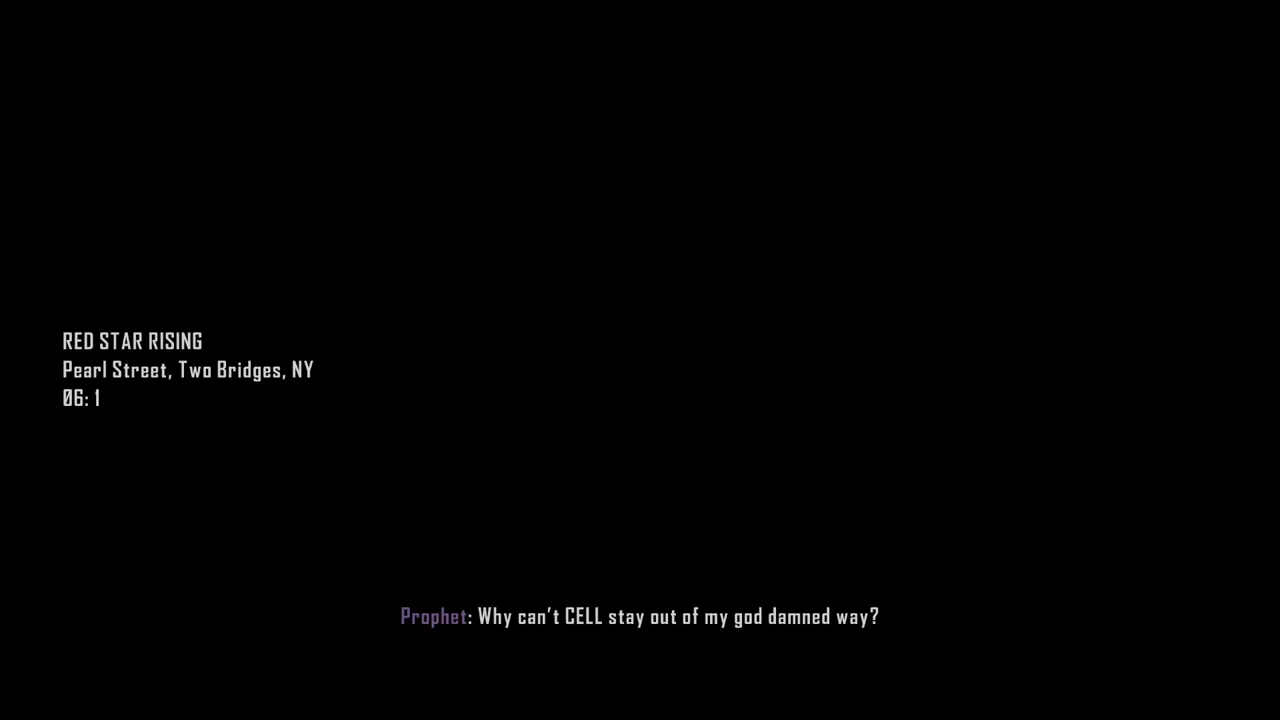 RED STAR RISING
Pearl Street, Two Bridges, NY
06: 1
Prophet: Why can't CELL stay out of my god damned way?